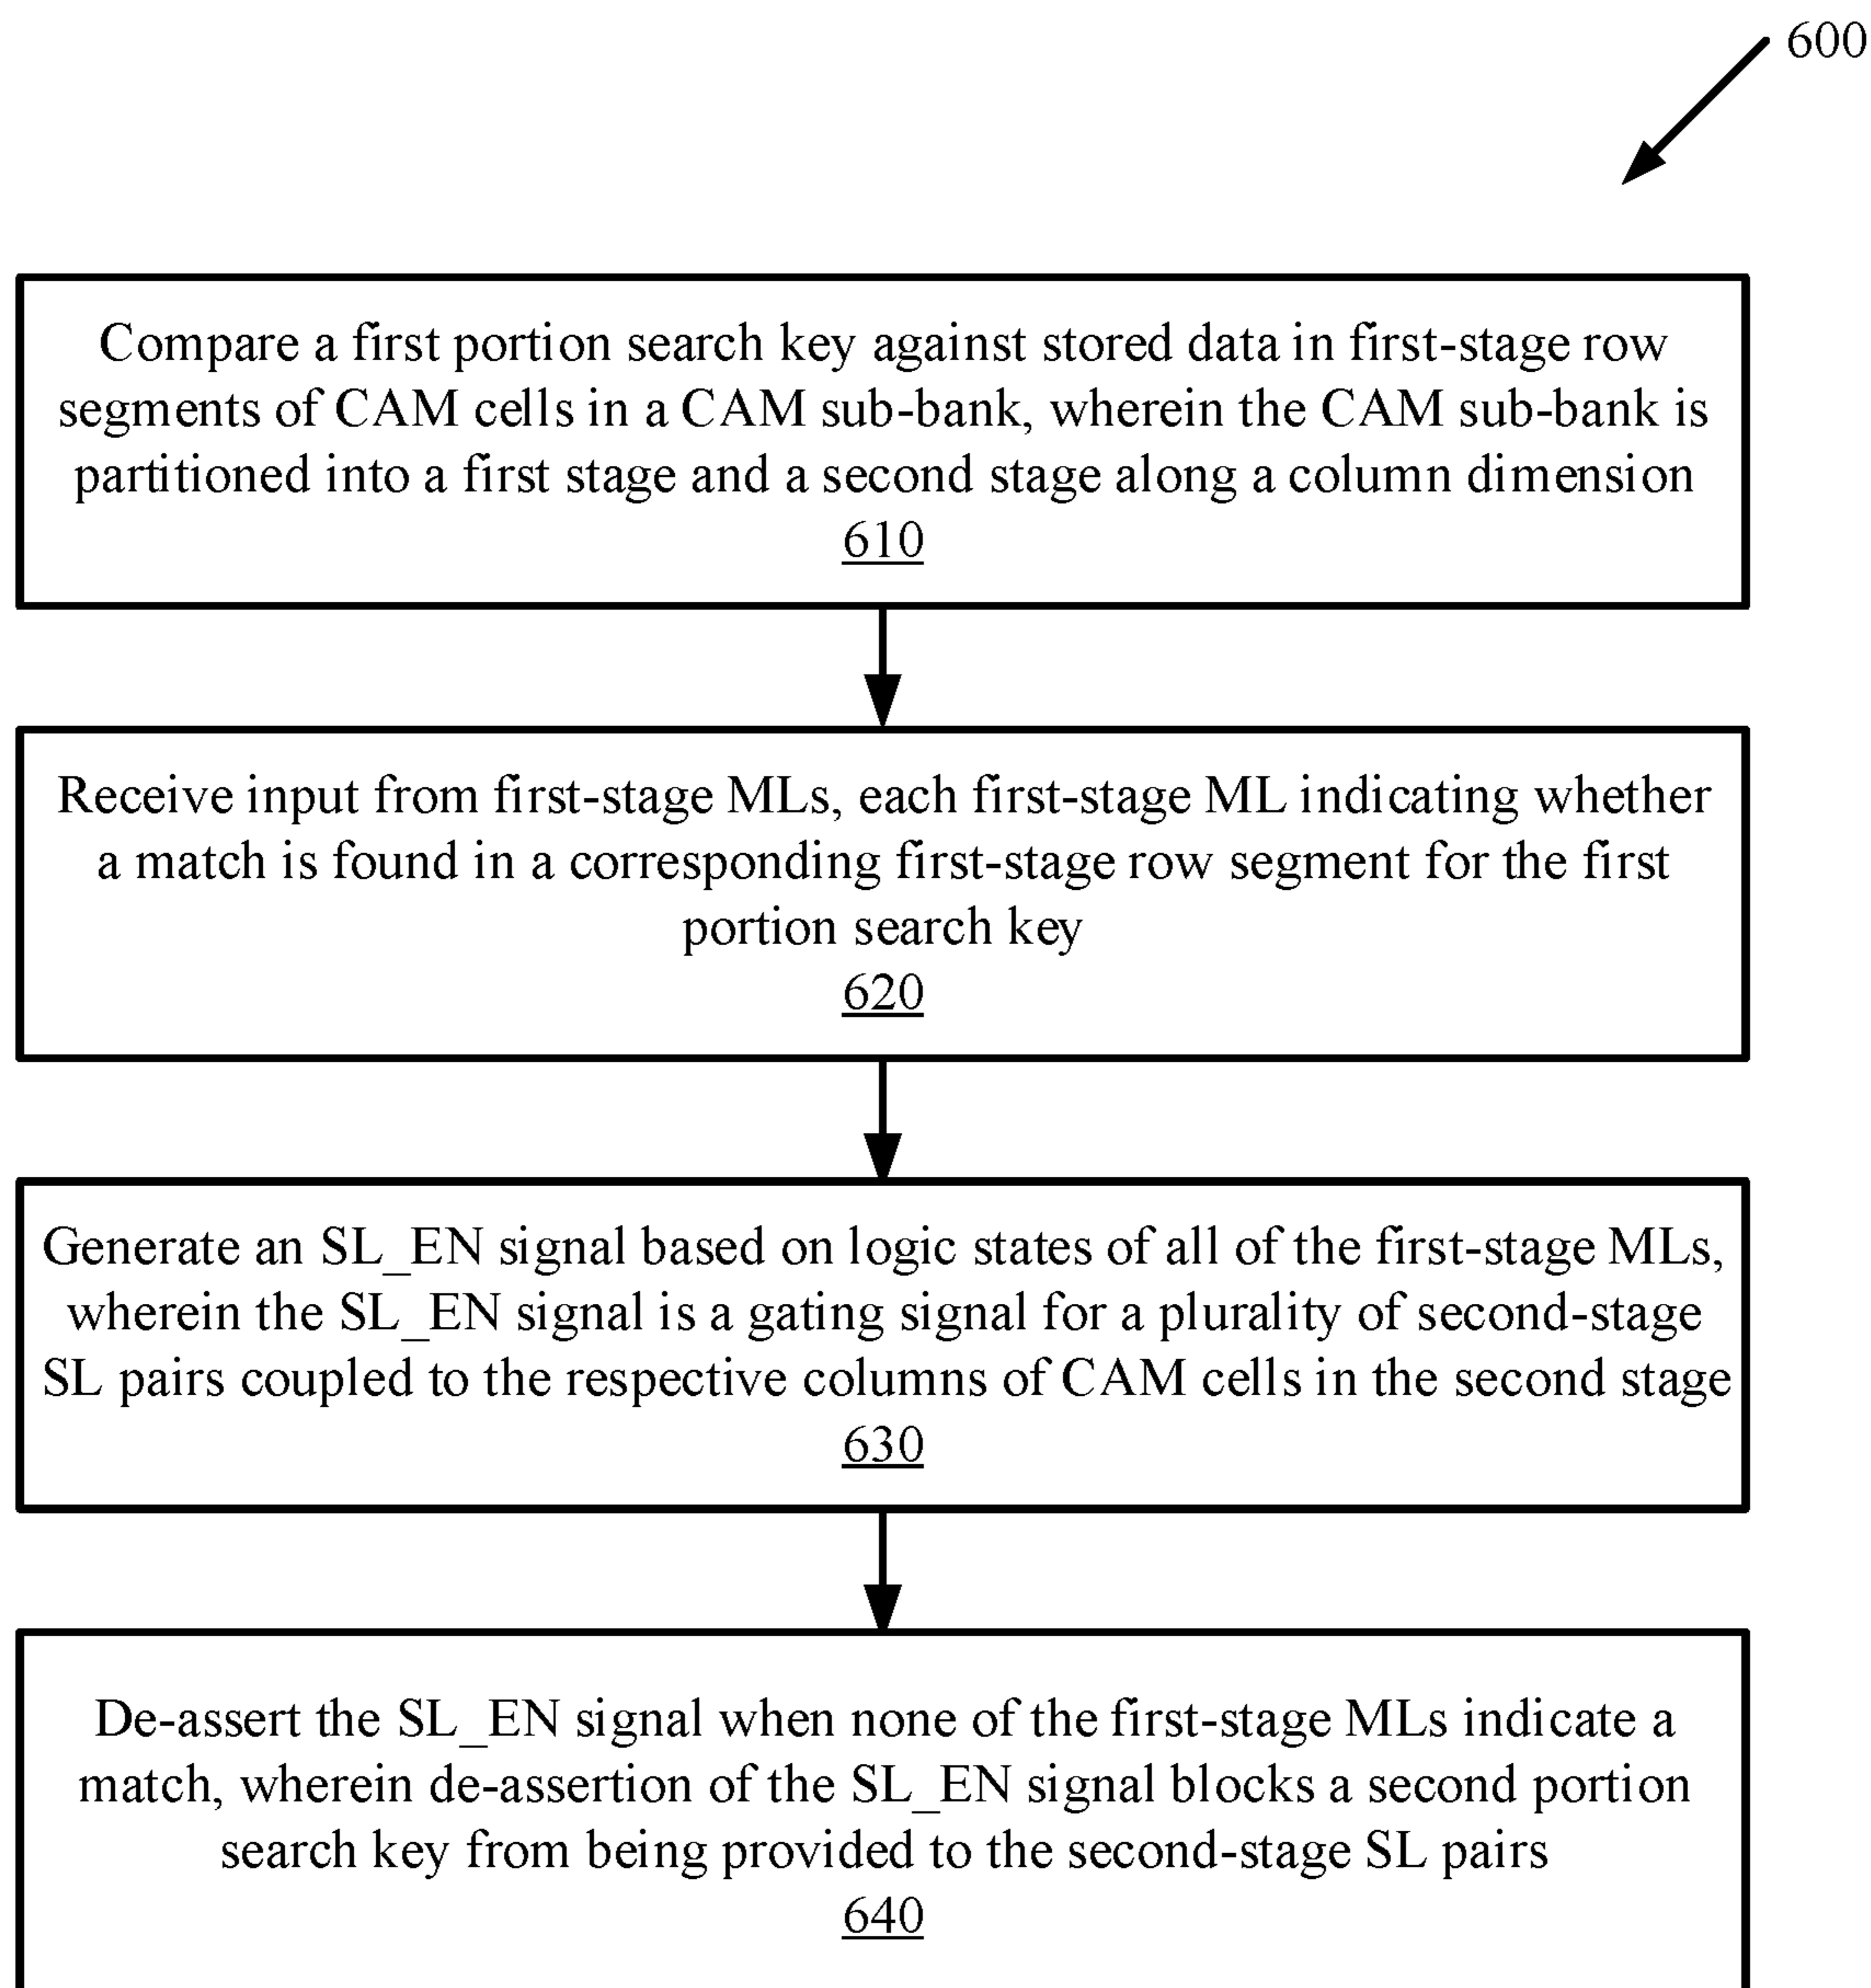 600
Compare a first portion search key against stored data in first-stage row
segments of CAM cells in a CAM sub-bank, wherein the CAM sub-bank is
partitioned into a first stage and a second stage along a column dimension
610
Receive input from first-stage MLs, each first-stage ML indicating whether
a match is found in a corresponding first-stage row segment for the first
portion search key
620
Generate an SL_EN signal based on logic states of all of the first-stage MLs,
wherein the SL_EN signal is a gating signal for a plurality of second-stage
SL pairs coupled to the respective columns of CAM cells in the second stage
630
De-assert the SL_EN signal when none of the first-stage MLs indicate a
match, wherein de-assertion of the SL_EN signal blocks a second portion
search key from being provided to the second-stage SL pairs
640